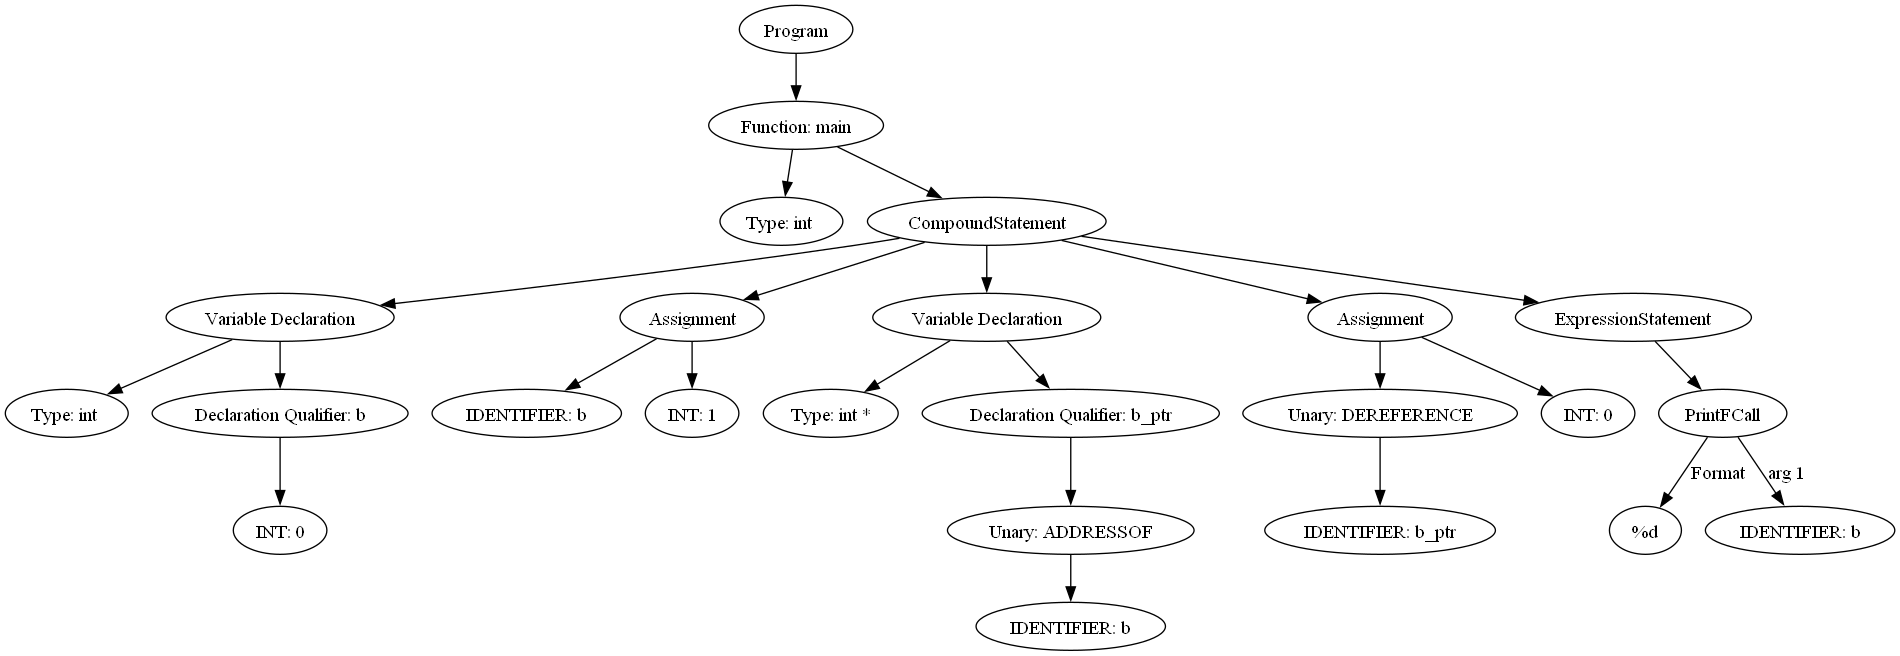 Program
Function: main
Type: int
CompoundStatement
Variable Declaration
Assignment
Variable Declaration
Assignment
ExpressionStatement
Type: int
Declaration Qualifier: b
IDENTIFIER: b
INT: 1
Type: int *
Declaration Qualifier: b_ptr
Unary: DEREFERENCE
INT: 0
PrintFCall
Format
arg 1
INT: 0
Unary: ADDRESSOF
IDENTIFIER: b_ptr
%d
IDENTIFIER: b
IDENTIFIER: b